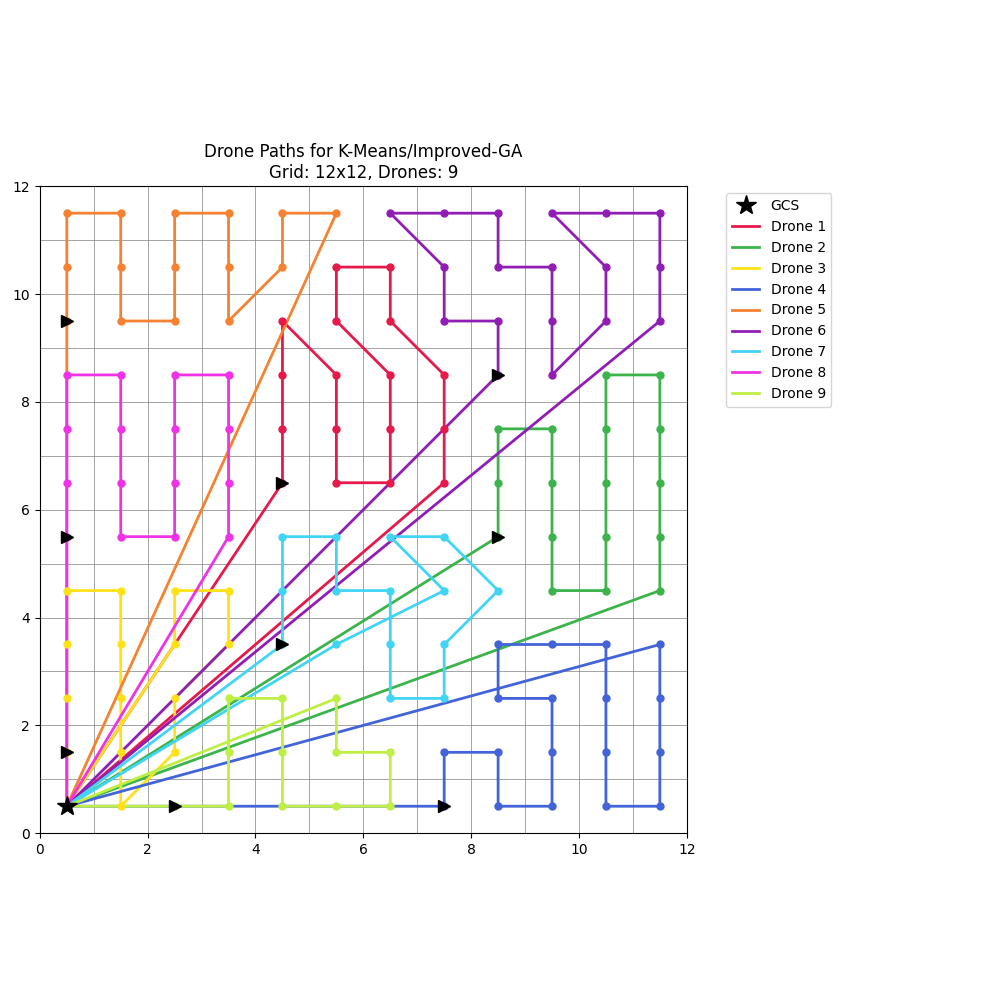 Drone Paths for K-Means/Improved-GA
Grid: 12x12, Drones: 9
12
10
8
6
4
2
0
0 2 4 6 8 10 12
GCS
Drone 1
Drone 2
Drone 3
Drone 4
Drone 5
Drone 6
Drone 7
Drone 8
Drone 9